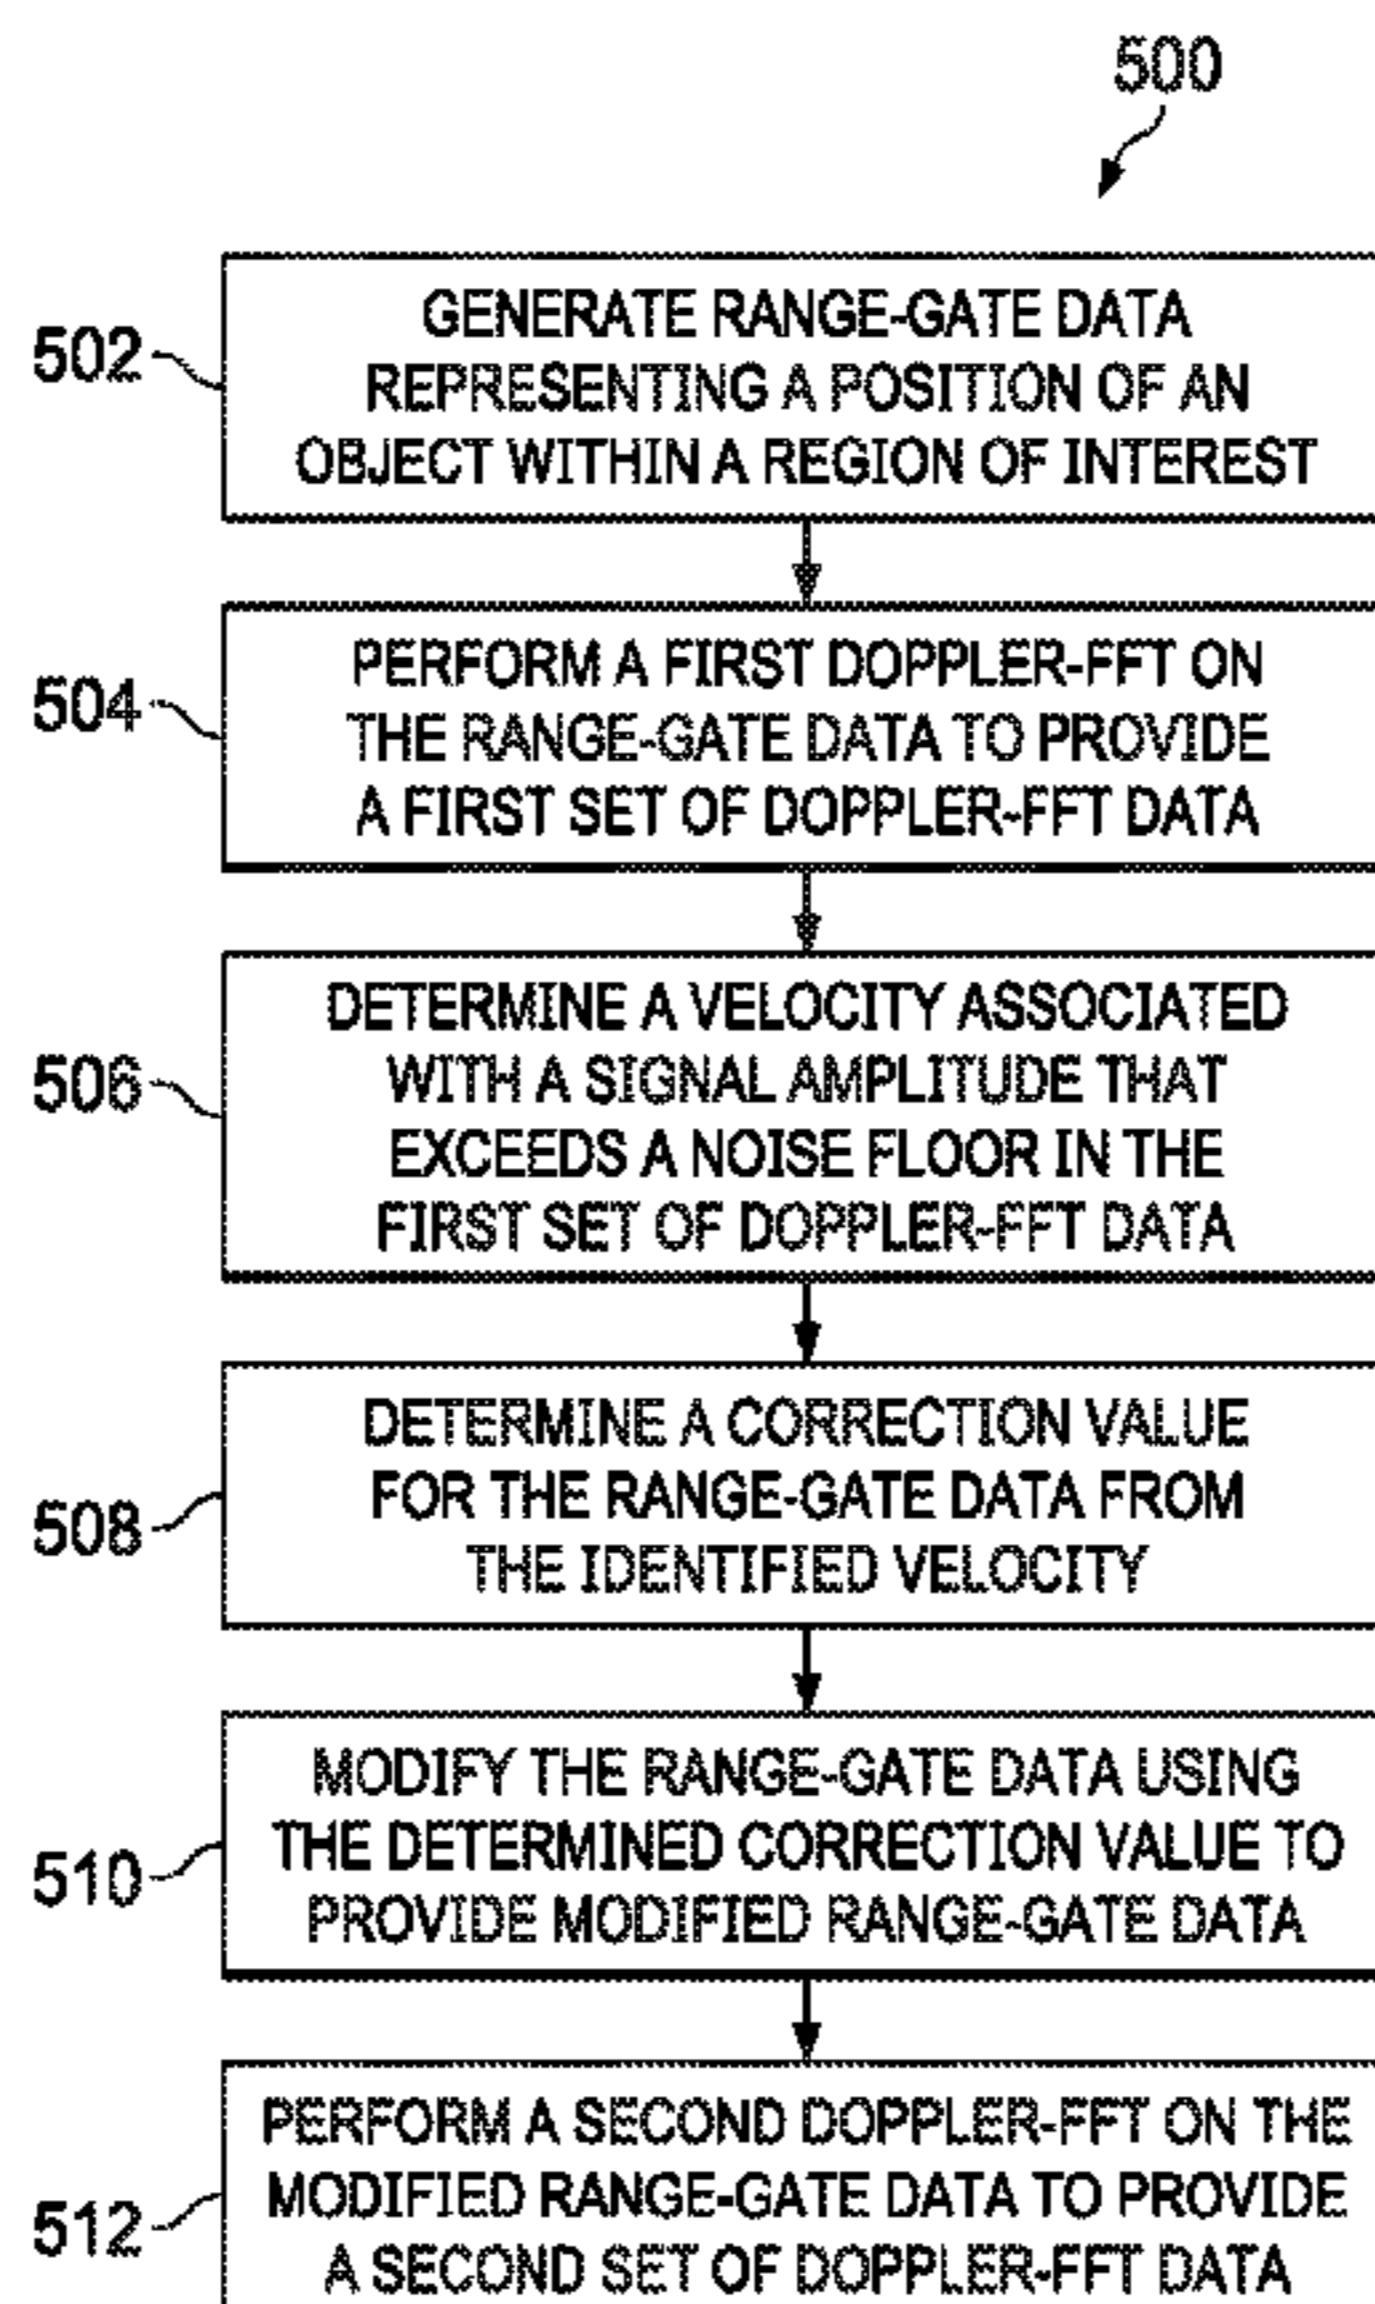 500
502
GENERATE RANGE-GATE DATA
REPRESENTING A POSITION OF AN
OBJECT WITHIN A REGION OF INTEREST
504
PERFORM A FIRST DOPPLER-FFT ON
THE RANGE-GATE DATA TO PROVIDE
A FIRST SET OF DOPPLER-FFT DATA
506
DETERMINE A VELOCITY ASSOCIATED
WITH A SIGNAL AMPLITUDE THAT
EXCEEDS A NOISE FLOOR IN THE
FIRST SET OF DOPPLER-FFT DATA
508
DETERMINE A CORRECTION VALUE
FOR THE RANGE-GATE DATA FROM
THE IDENTIFIED VELOCITY
510
MODIFY THE RANGE-GATE DATA USING
THE DETERMINED CORRECTION VALUE TO
PROVIDE MODIFIED RANGE-GATE DATA
512
PERFORM A SECOND DOPPLER-FFT ON THE
MODIFIED RANGE-GATE DATA TO PROVIDE
A SECOND SET OF DOPPLER-FFT DATA